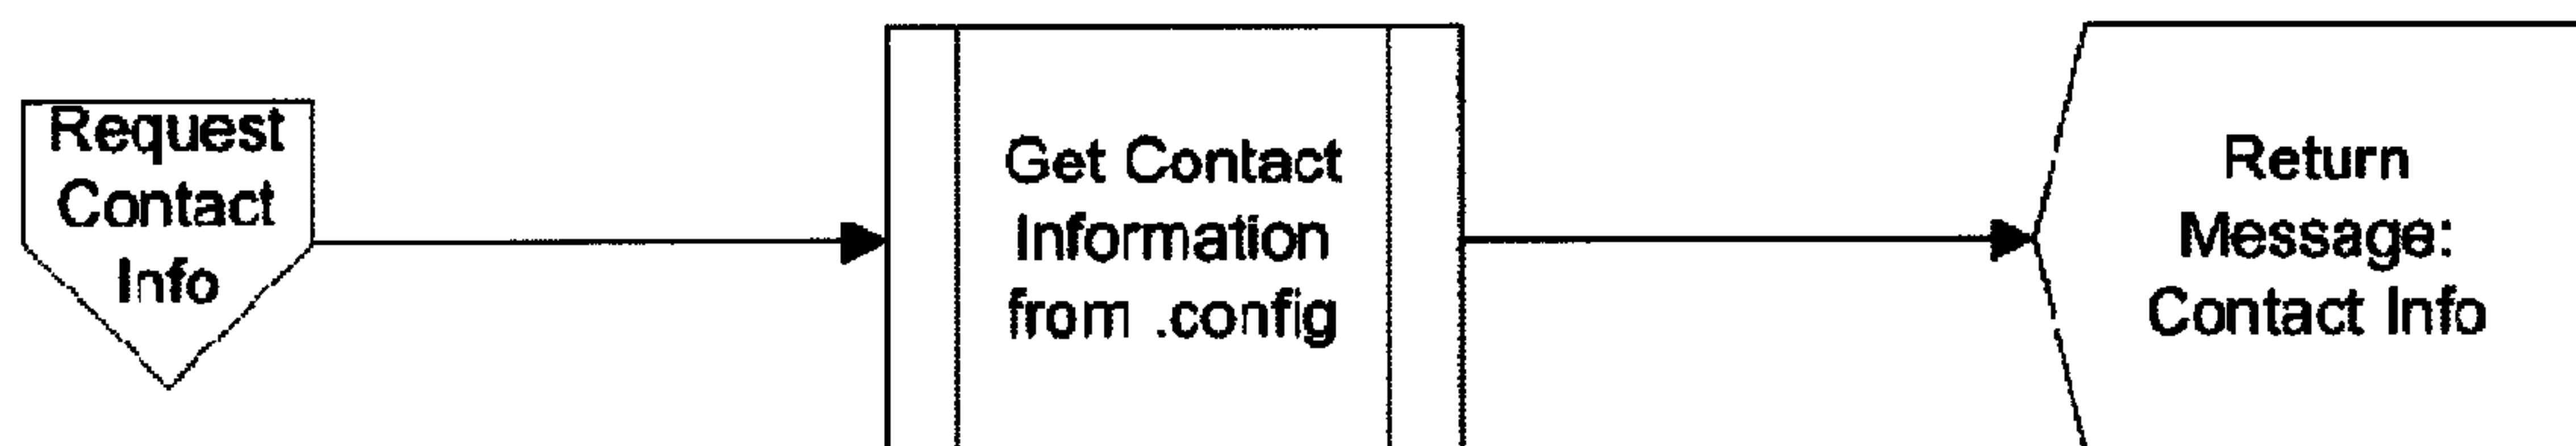 Request
Contact
Info
Get Contact
Information
from .config
Return
Message:
Contact Info